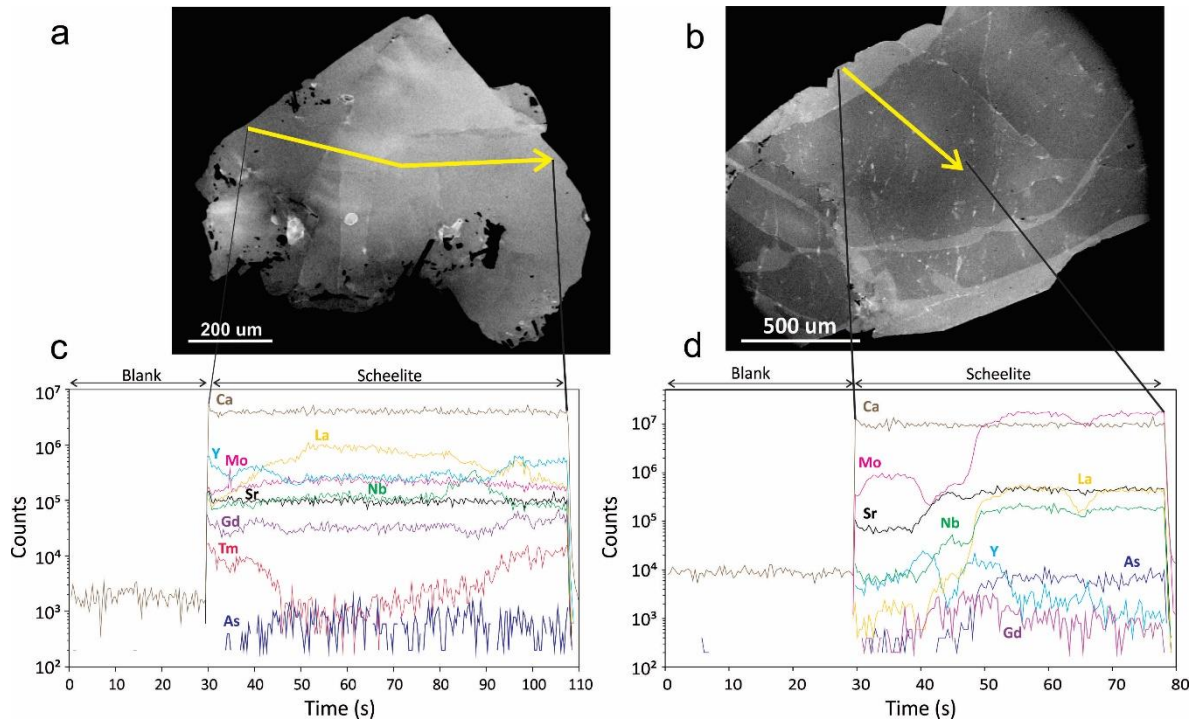 a
b
200 um
500 um
c
d
Blank
Scheelite
Blank
Scheelite
10⁷
10⁶
10⁵
10⁴
10³
10²
Counts
Ca
La
Y
Mo
Nb
Sr
Gd
Tm
As
0 10 20 30 40 50 60 70 80 90 100 110
Time (s)
10⁷
10⁶
10⁵
10⁴
10³
10²
Counts
Ca
Mo
La
Sr
Nb
Y
As
Gd
0 10 20 30 40 50 60 70 80
Time (s)